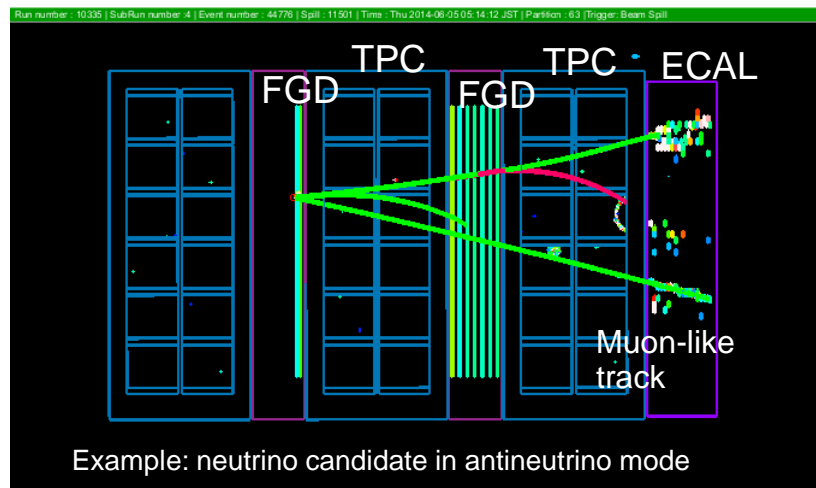 Run number : 10335 | SubRun number :4 | Event number : 44776 | Spill : 11501 | Time : Thu 2014-06-05 05:14:12 JST | Partition : 63 |Trigger: Beam Spill
TPC
TPC
ECAL
FGD
FGD
Muon-like
track
Example: neutrino candidate in antineutrino mode